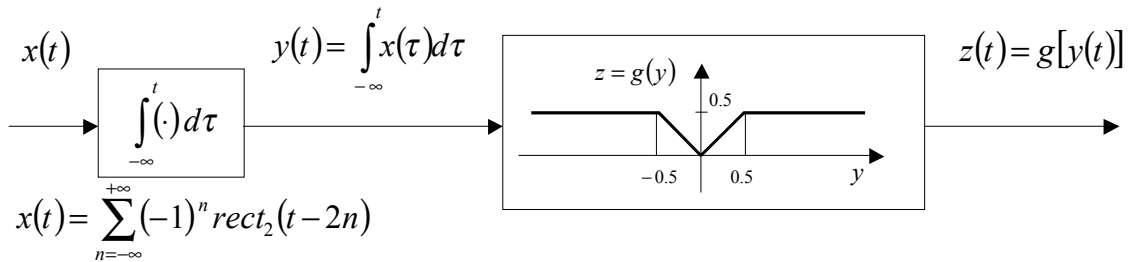 x(t)
y(t) = ∫_{-∞}^{t} x(τ)dτ
z(t) = g[y(t)]
∫_{-∞}^{t} (·) dτ
z = g(y)
0.5
−0.5
0.5
y
x(t) = ∑_{n=-∞}^{+∞} (−1)^n rect_2(t − 2n)